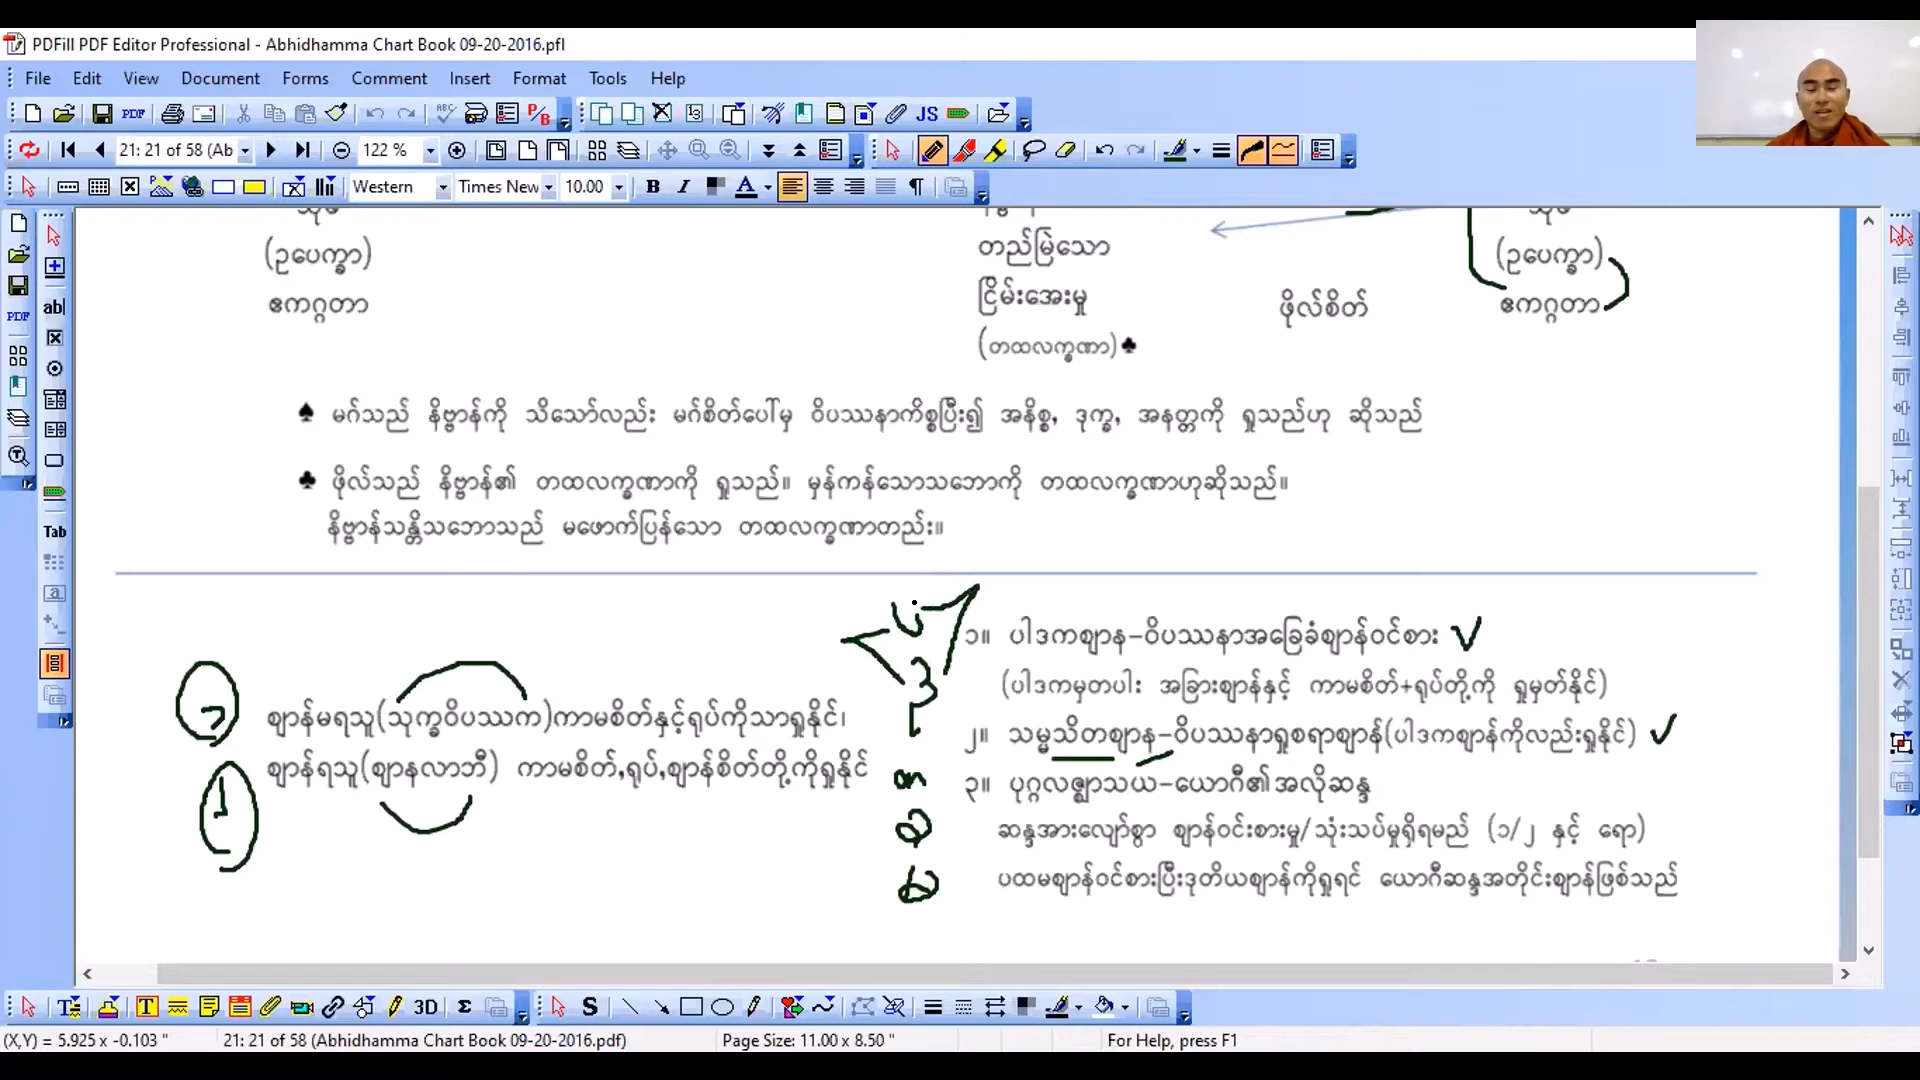 PDFill PDF Editor Professional - Abhidhamma Chart Book 09-20-2016.pfl
File Edit View Document Forms Comment Insert Format Tools Help
PDF JS
21: 21 of 58 (Ab 122 %
Western Times New 10.00 B I A
(ဥပေက္ခာ)
ဧကဂ္ဂတာ
တည်မြဲသော
ငြိမ်းအေးမှု
(တထလက္ခဏာ) ♣
ဖိုလ်စိတ်
(ဥပေက္ခာ)
ဧကဂ္ဂတာ
♠ မဂ်သည် နိဗ္ဗာန်ကို သိသော်လည်း မဂ်စိတ်ပေါ်မှ ဝိပဿနာကိစ္စပြီး၍ အနိစ္စ, ဒုက္ခ, အနတ္တကို ရှုသည်ဟု ဆိုသည်
♣ ဖိုလ်သည် နိဗ္ဗာန်၏ တထလက္ခဏာကို ရှုသည်။ မှန်ကန်သောသဘောကို တထလက္ခဏာဟုဆိုသည်။
နိဗ္ဗာန်သန္တိသဘောသည် မဖောက်ပြန်သော တထလက္ခဏာတည်း။
ဈာန်မရသူ(သုက္ခဝိပဿက)ကာမစိတ်နှင့်ရုပ်ကိုသာရှုနိုင်၊
ဈာန်ရသူ(ဈာနလာဘီ) ကာမစိတ်,ရုပ်,ဈာန်စိတ်တို့ကိုရှုနိုင်
၁။ ပါဒကဈာန-ဝိပဿနာအခြေခံဈာန်ဝင်စား
(ပါဒကမှတပါး အခြားဈာန်နှင့် ကာမစိတ်+ရုပ်တို့ကို ရှုမှတ်နိုင်)
၂။ သမ္မသိတဈာန-ဝိပဿနာရှုစရာဈာန်(ပါဒကဈာန်ကိုလည်းရှုနိုင်)
၃။ ပုဂ္ဂလဇ္ဈာသယ-ယောဂီ၏အလိုဆန္ဒ
ဆန္ဒအားလျော်စွာ ဈာန်ဝင်းစားမှု/သုံးသပ်မှုရှိရမည် (၁/၂ နှင့် ရော)
ပထမဈာန်ဝင်စားပြီးဒုတိယဈာန်ကိုရှုရင် ယောဂီဆန္ဒအတိုင်းဈာန်ဖြစ်သည်
PDF
ab|
Tab
T 3D Σ S
(X,Y) = 5.925 x -0.103 " 21: 21 of 58 (Abhidhamma Chart Book 09-20-2016.pdf) Page Size: 11.00 x 8.50 " For Help, press F1